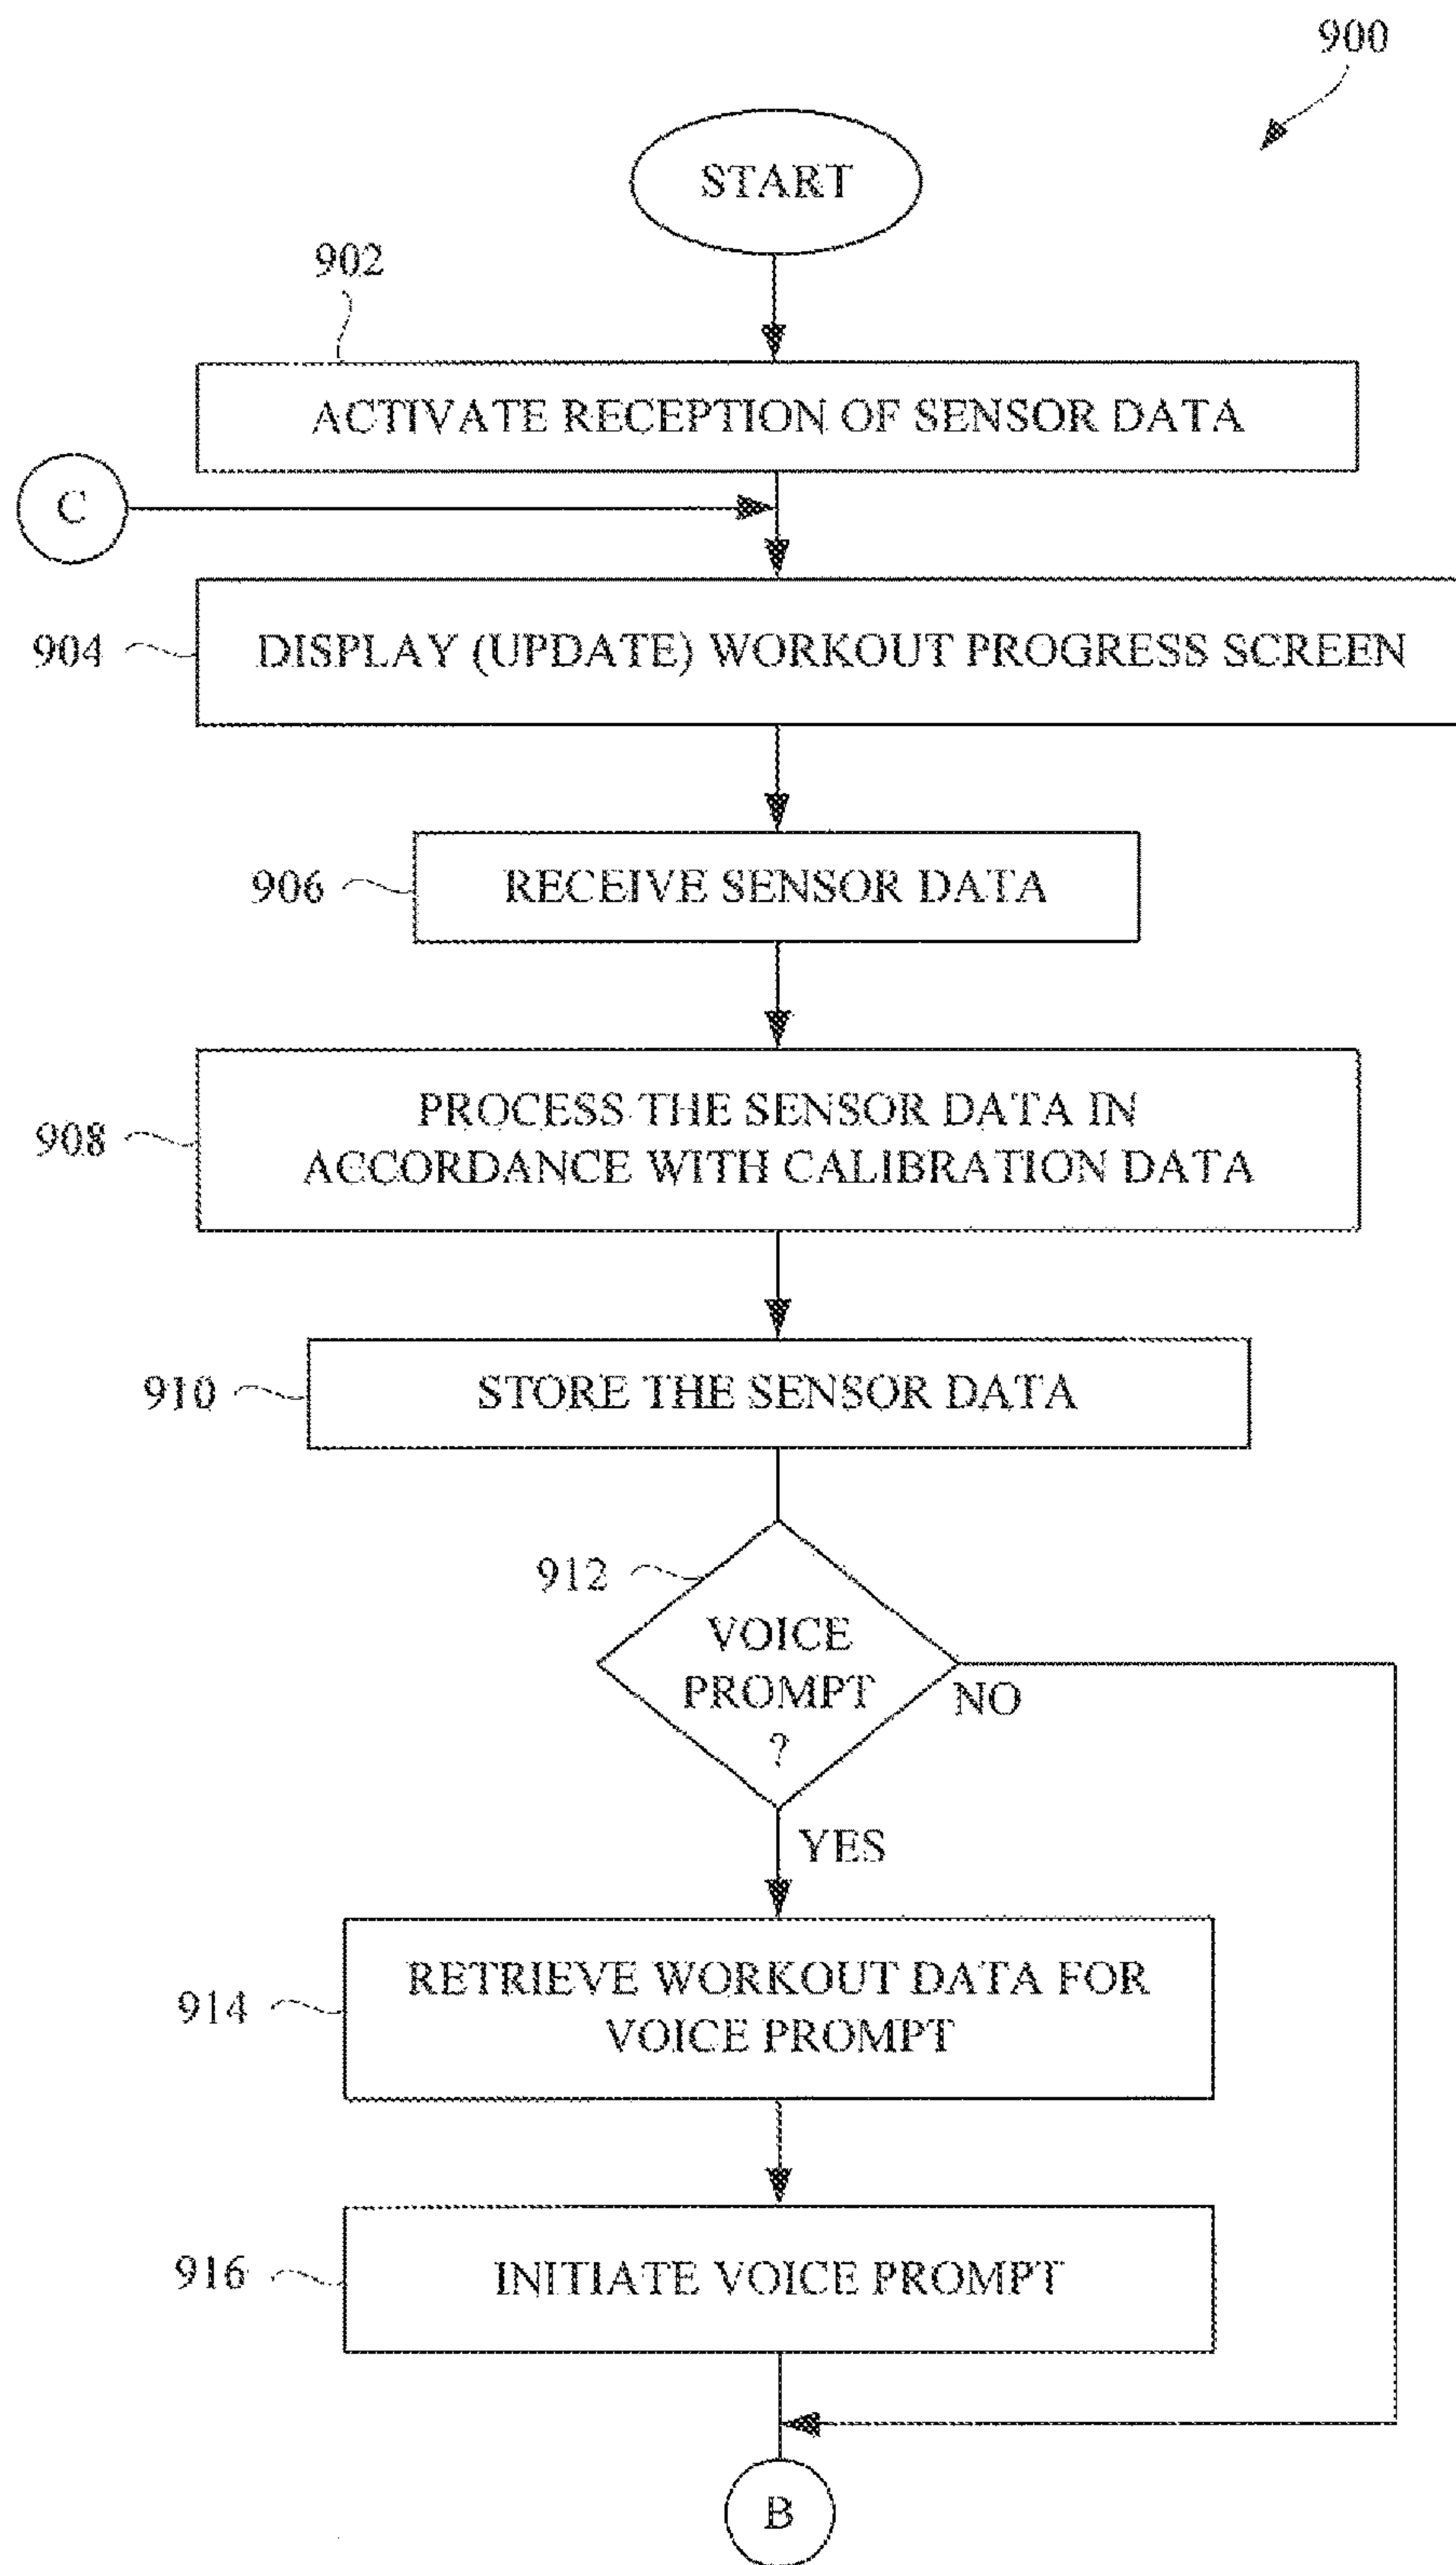 900
START
902
ACTIVATE RECEPTION OF SENSOR DATA
C
904
DISPLAY (UPDATE) WORKOUT PROGRESS SCREEN
906
RECEIVE SENSOR DATA
908
PROCESS THE SENSOR DATA IN
ACCORDANCE WITH CALIBRATION DATA
910
STORE THE SENSOR DATA
912
VOICE
PROMPT
?
NO
YES
914
RETRIEVE WORKOUT DATA FOR
VOICE PROMPT
916
INITIATE VOICE PROMPT
B